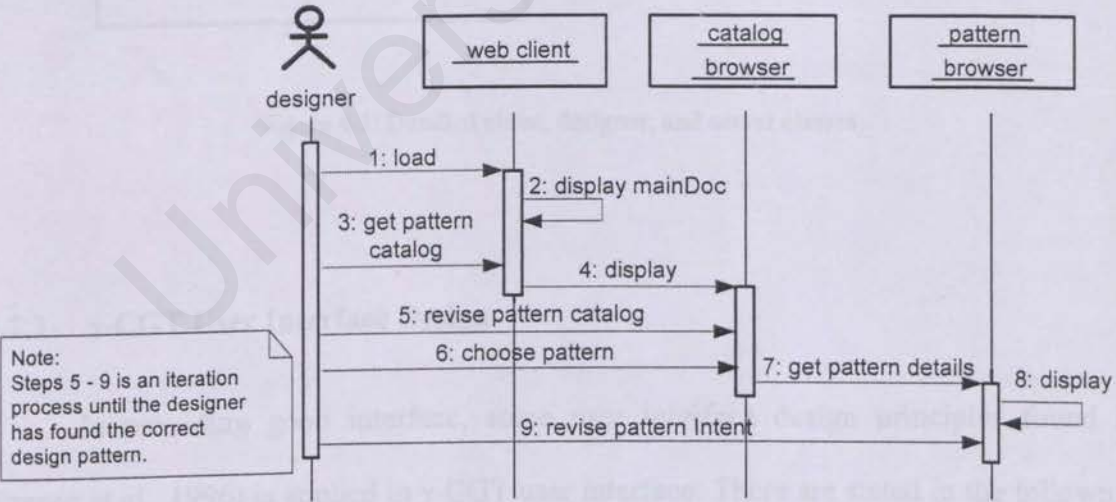 designer
web client
catalog
browser
pattern
browser
1: load
2: display mainDoc
3: get pattern
catalog
4: display
5: revise pattern catalog
6: choose pattern
7: get pattern details
8: display
9: revise pattern Intent
Note:
Steps 5 - 9 is an iteration
process until the designer
has found the correct
design pattern.
Univers